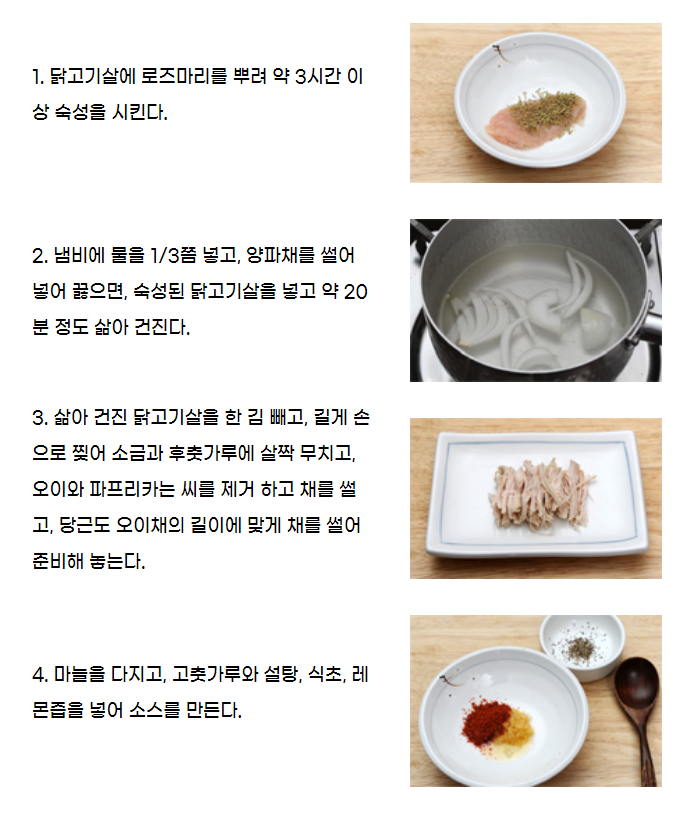 1. 닭고기살에 로즈마리를 뿌려 약 3시간 이
상 숙성을 시킨다.
2. 냄비에 물을 1/3쯤 넣고, 양파채를 썰어
넣어 끓으면, 숙성된 닭고기살을 넣고 약 20
분 정도 삶아 건진다.
3. 삶아 건진 닭고기살을 한 김 빼고, 길게 손
으로 찢어 소금과 후춧가루에 살짝 무치고,
오이와 파프리카는 씨를 제거 하고 채를 썰
고, 당근도 오이채의 길이에 맞게 채를 썰어
준비해 놓는다.
4. 마늘을 다지고, 고춧가루와 설탕, 식초, 레
몬즙을 넣어 소스를 만든다.